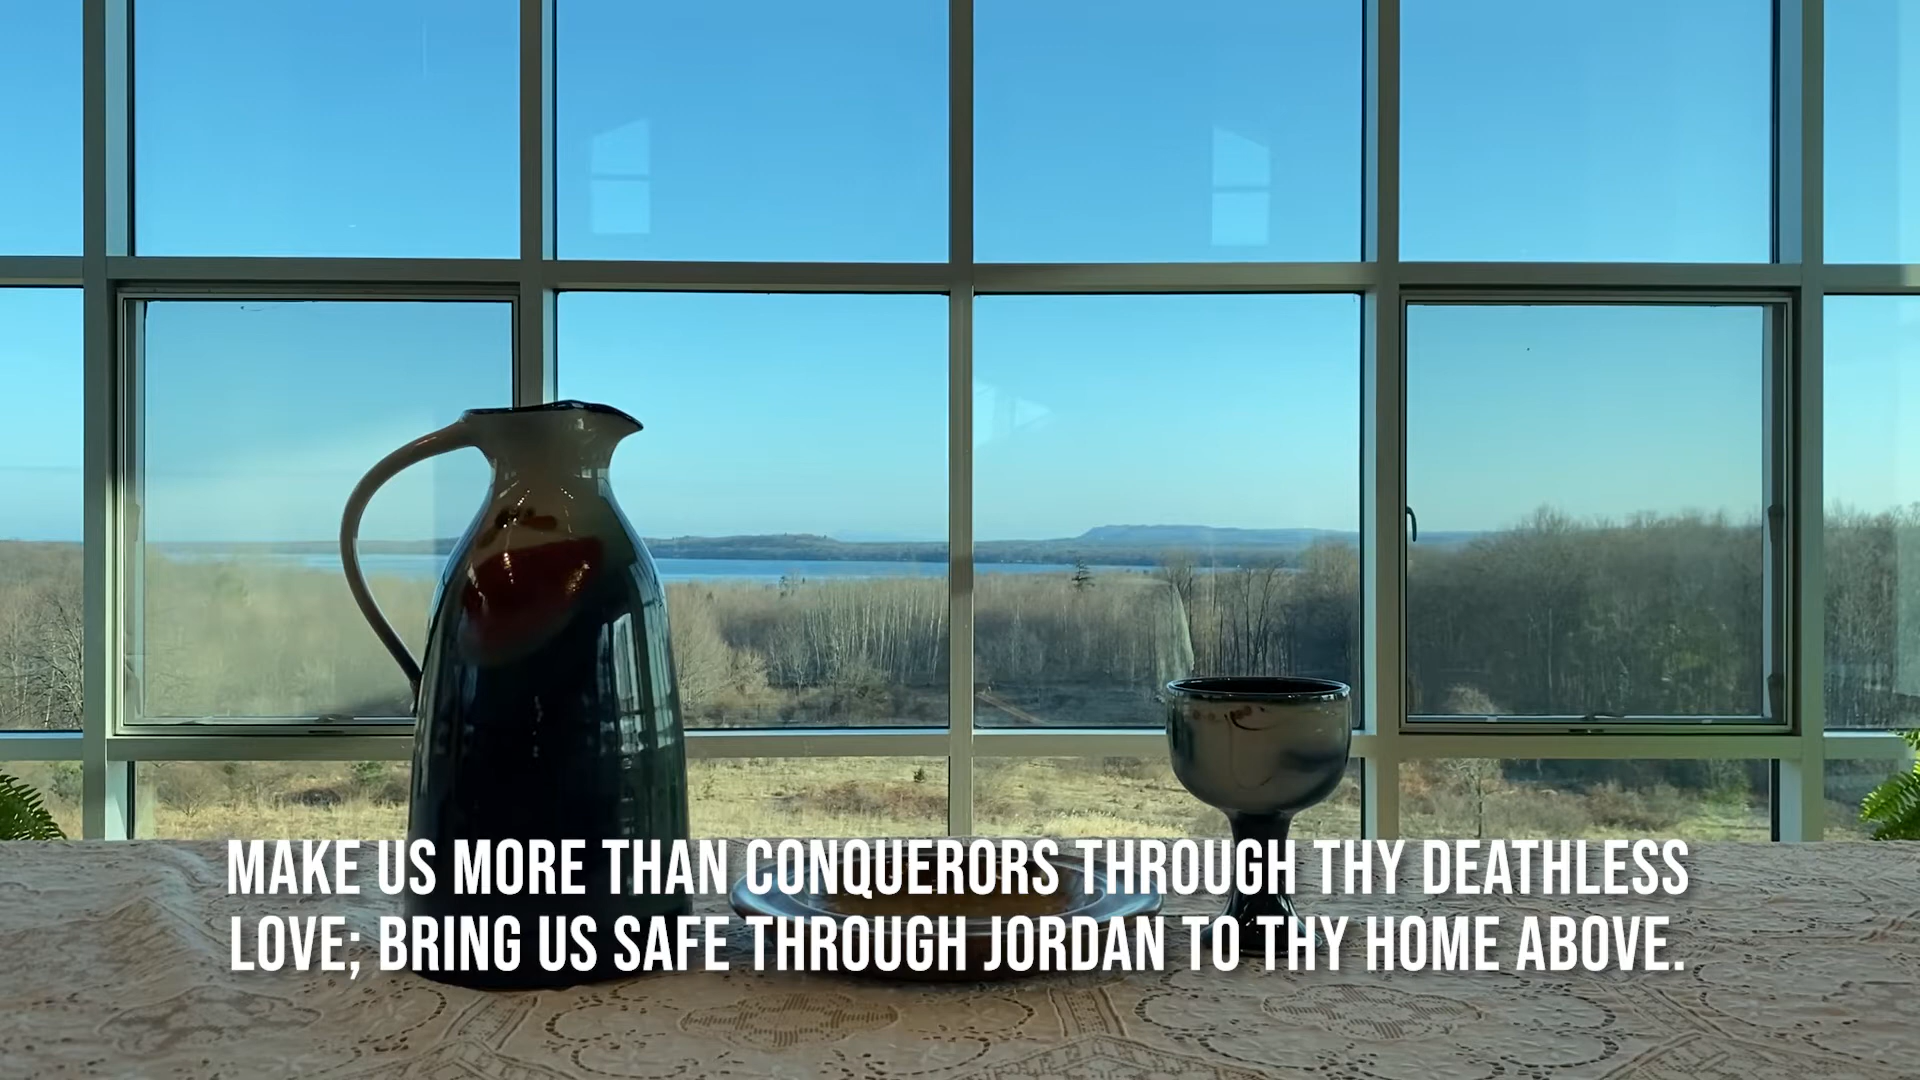 MAKE US MORE THAN CONQUERORS THROUGH THY DEATHLESS
LOVE; BRING US SAFE THROUGH JORDAN TO THY HOME ABOVE.